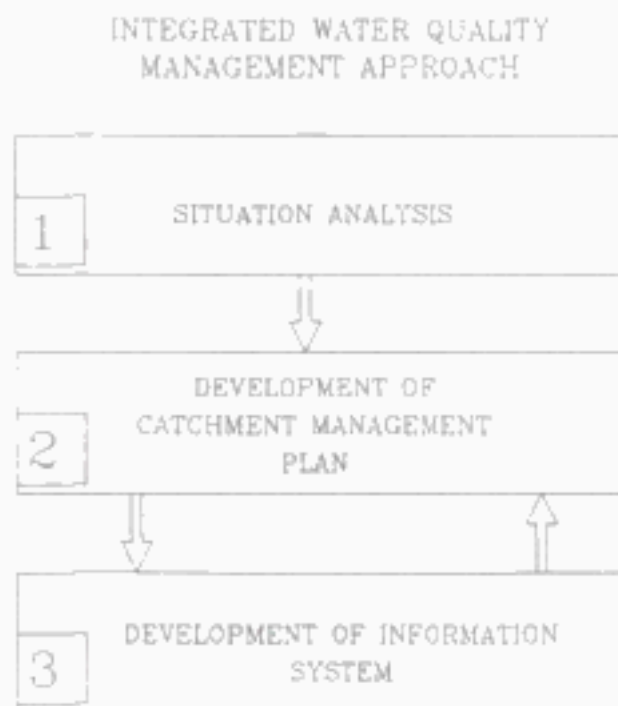 INTEGRATED WATER QUALITY
MANAGEMENT APPROACH
SITUATION ANALYSIS
1
DEVELOPMENT OF
CATCHMENT MANAGEMENT
PLAN
2
DEVELOPMENT OF INFORMATION
SYSTEM
3